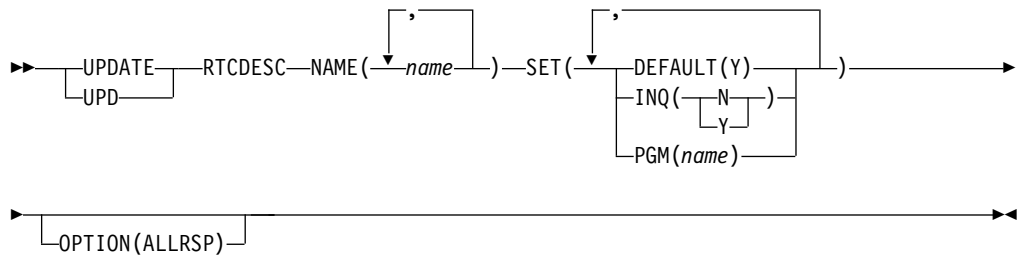 , ,
UPDATE RTCDESC NAME( name ) SET( DEFAULT(Y) )
UPD INQ( N )
Y
PGM(name)
OPTION(ALLRSP)